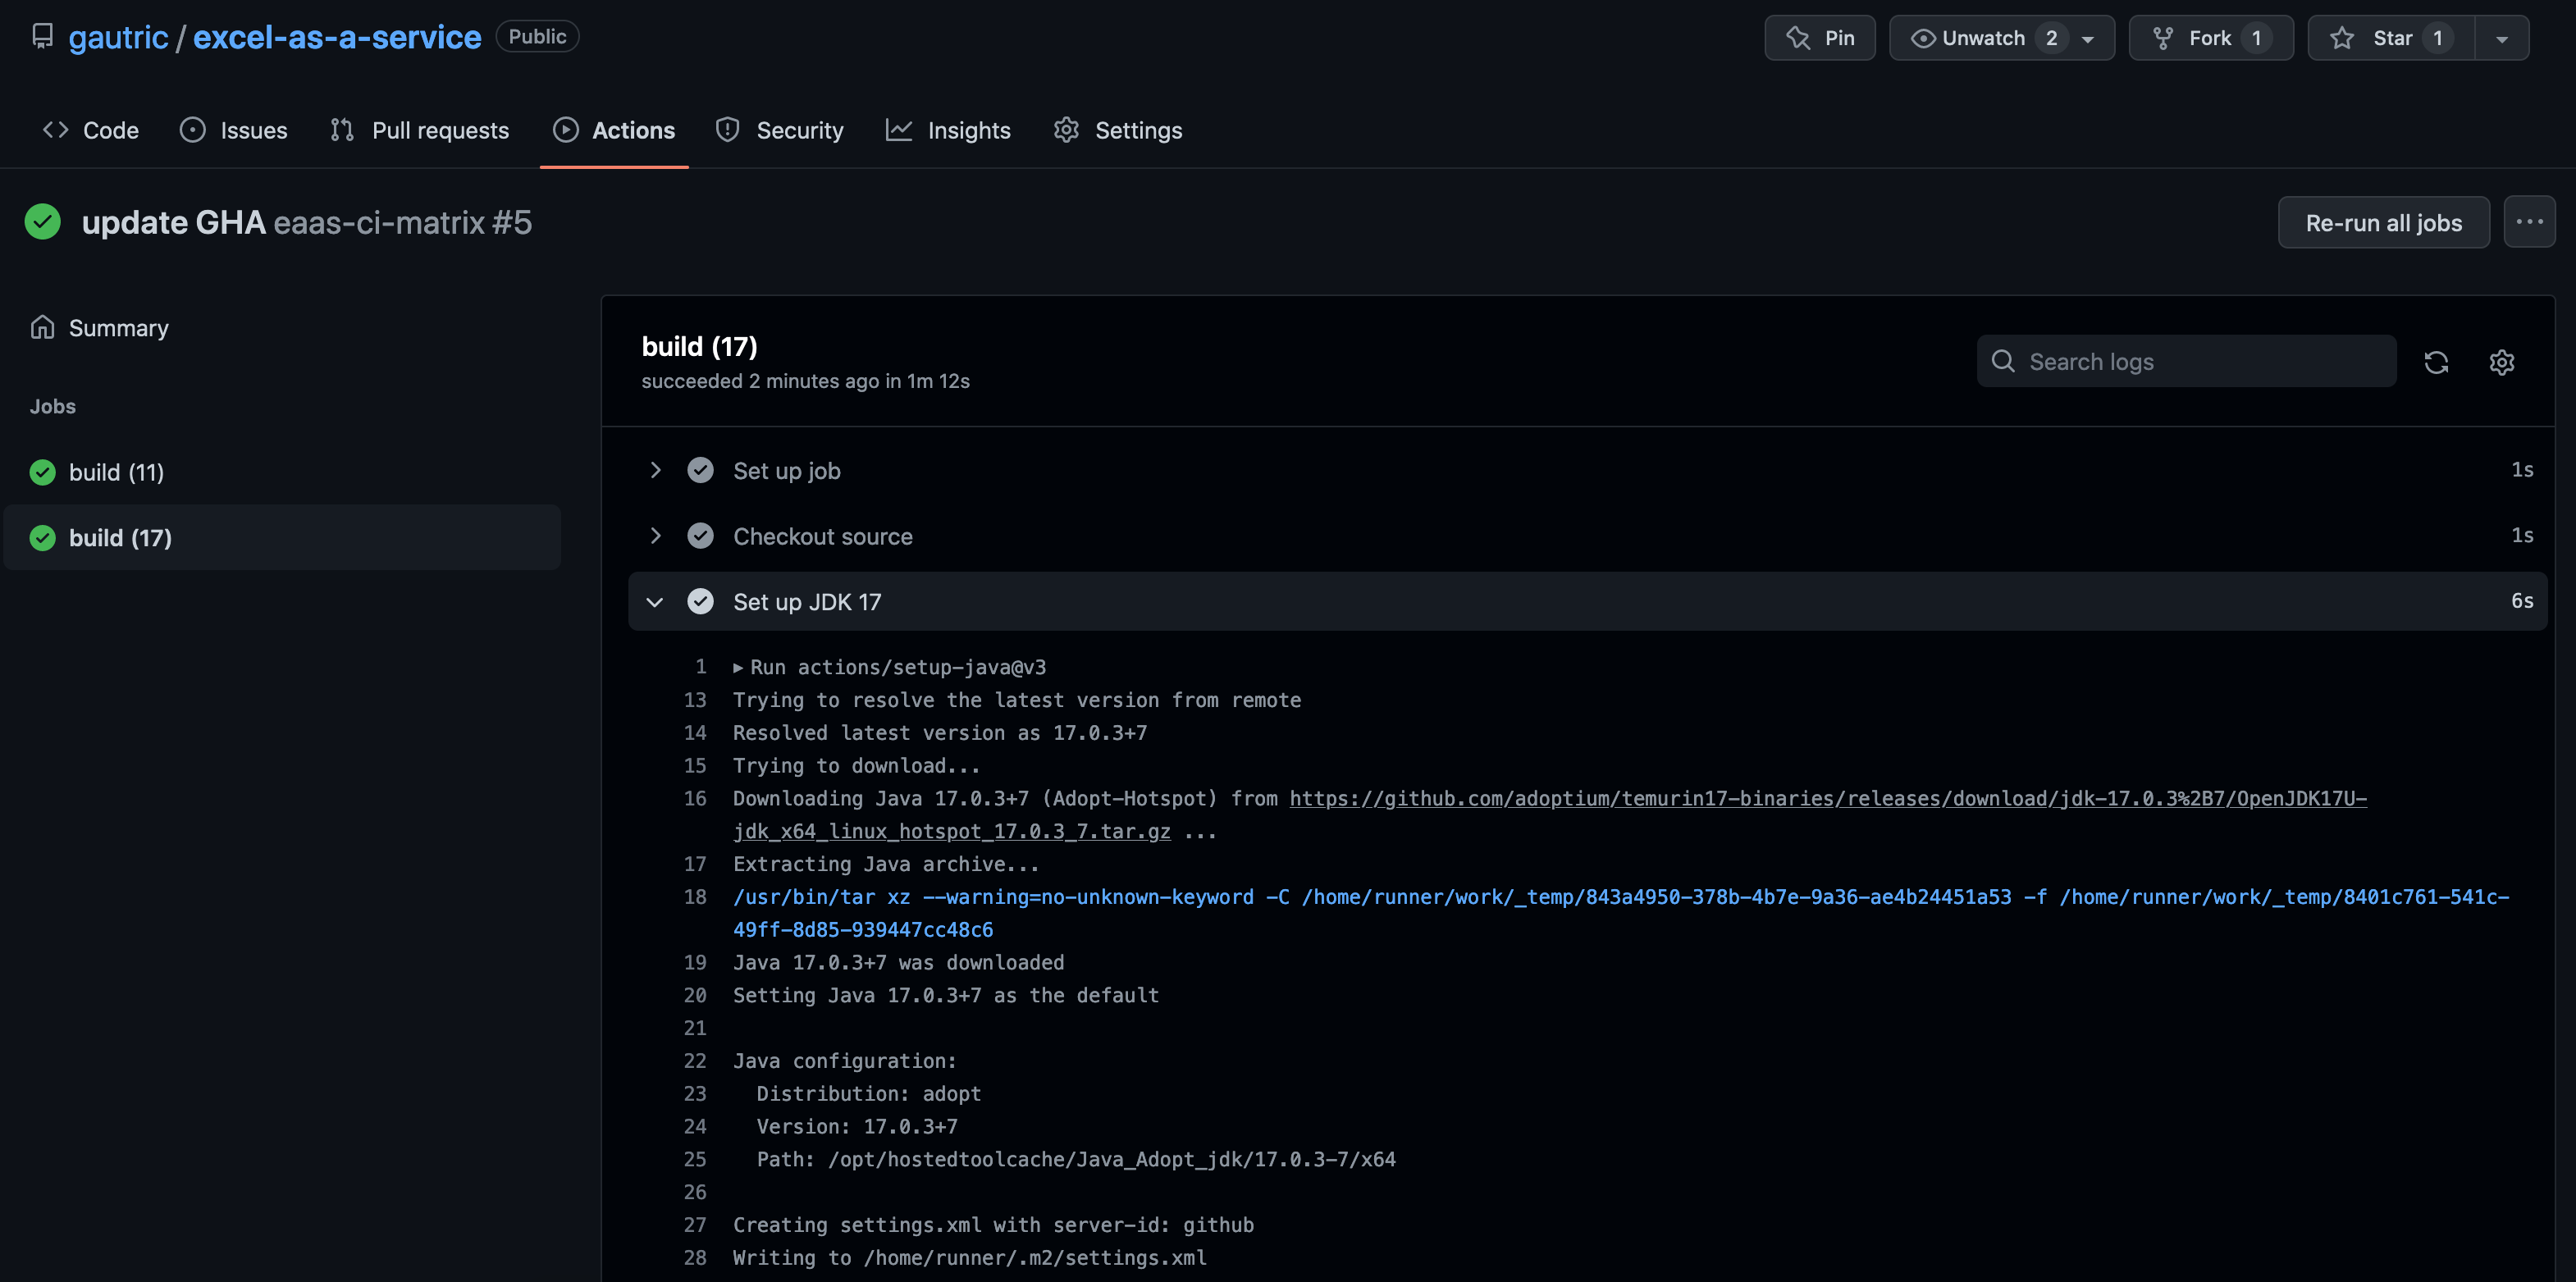 gautric / excel-as-a-service Public
Pin
Unwatch 2
Fork 1
Star 1
Code
Issues
Pull requests
Actions
Security
Insights
Settings
update GHA eaas-ci-matrix #5
Re-run all jobs
Summary
Jobs
build (11)
build (17)
build (17)
succeeded 2 minutes ago in 1m 12s
Search logs
Set up job 1s
Checkout source 1s
Set up JDK 17 6s
1 Run actions/setup-java@v3
13 Trying to resolve the latest version from remote
14 Resolved latest version as 17.0.3+7
15 Trying to download...
16 Downloading Java 17.0.3+7 (Adopt-Hotspot) from https://github.com/adoptium/temurin17-binaries/releases/download/jdk-17.0.3%2B7/OpenJDK17U-
jdk_x64_linux_hotspot_17.0.3_7.tar.gz ...
17 Extracting Java archive...
18 /usr/bin/tar xz --warning=no-unknown-keyword -C /home/runner/work/_temp/843a4950-378b-4b7e-9a36-ae4b24451a53 -f /home/runner/work/_temp/8401c761-541c-
49ff-8d85-939447cc48c6
19 Java 17.0.3+7 was downloaded
20 Setting Java 17.0.3+7 as the default
21
22 Java configuration:
23 Distribution: adopt
24 Version: 17.0.3+7
25 Path: /opt/hostedtoolcache/Java_Adopt_jdk/17.0.3-7/x64
26
27 Creating settings.xml with server-id: github
28 Writing to /home/runner/.m2/settings.xml